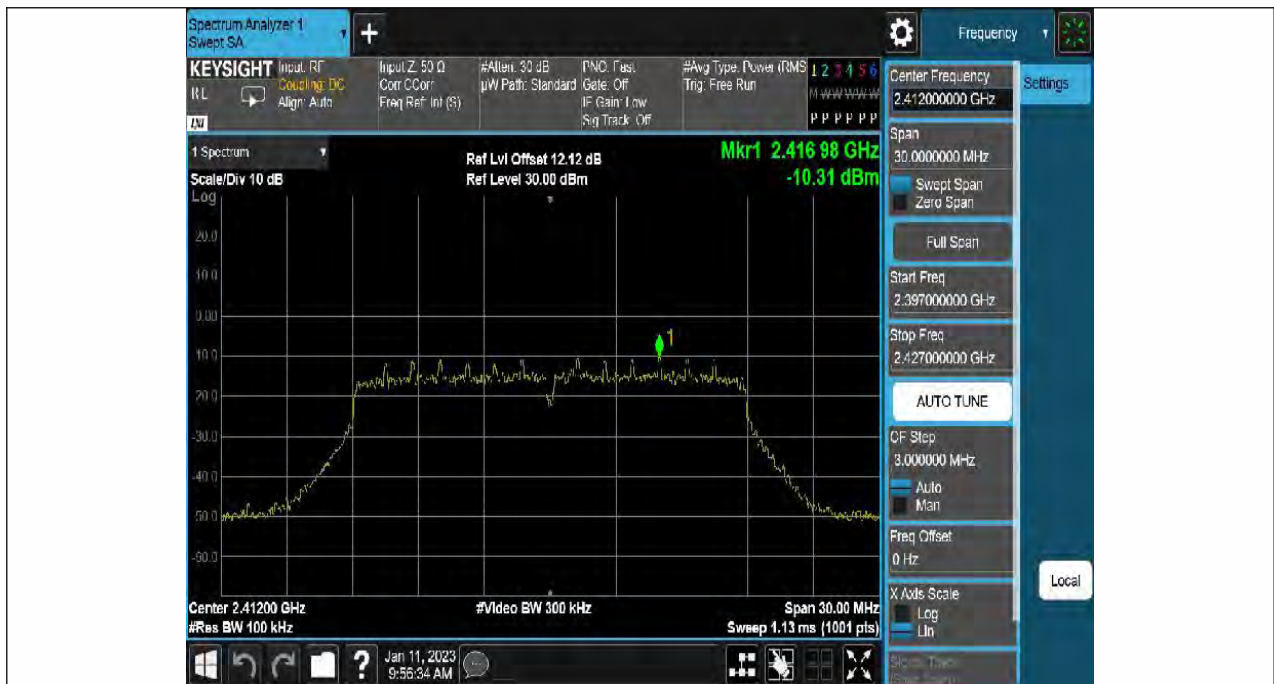 Spectrum Analyzer 1
Swept SA
+
Frequency
KEYSIGHT
Input: RF
Coupling: DC
Align: Auto
RL
LXI
Input Z: 50 Ω
Corr CCorr
Freq Ref: Int (S)
#Atten: 30 dB
µW Path: Standard
PNO: Fast
Gate: Off
IF Gain: Low
Sig Track: Off
#Avg Type: Power (RMS
Trig: Free Run
1 2 3 4 5 6
M W W W W W
P P P P P P
1 Spectrum
Scale/Div 10 dB
Log
Ref Lvl Offset 12.12 dB
Ref Level 30.00 dBm
Mkr1 2.416 98 GHz
-10.31 dBm
20.0
10.0
0.00
10.0
20.0
-30.0
-40.0
50.0
-60.0
1
Center 2.41200 GHz
#Res BW 100 kHz
#Video BW 300 kHz
Span 30.00 MHz
Sweep 1.13 ms (1001 pts)
Center Frequency
2.412000000 GHz
Settings
Span
30.0000000 MHz
Swept Span
Zero Span
Full Span
Start Freq
2.397000000 GHz
Stop Freq
2.427000000 GHz
AUTO TUNE
CF Step
3.000000 MHz
Auto
Man
Freq Offset
0 Hz
X Axis Scale
Log
Lin
Local
?
Jan 11, 2023
9:56:34 AM